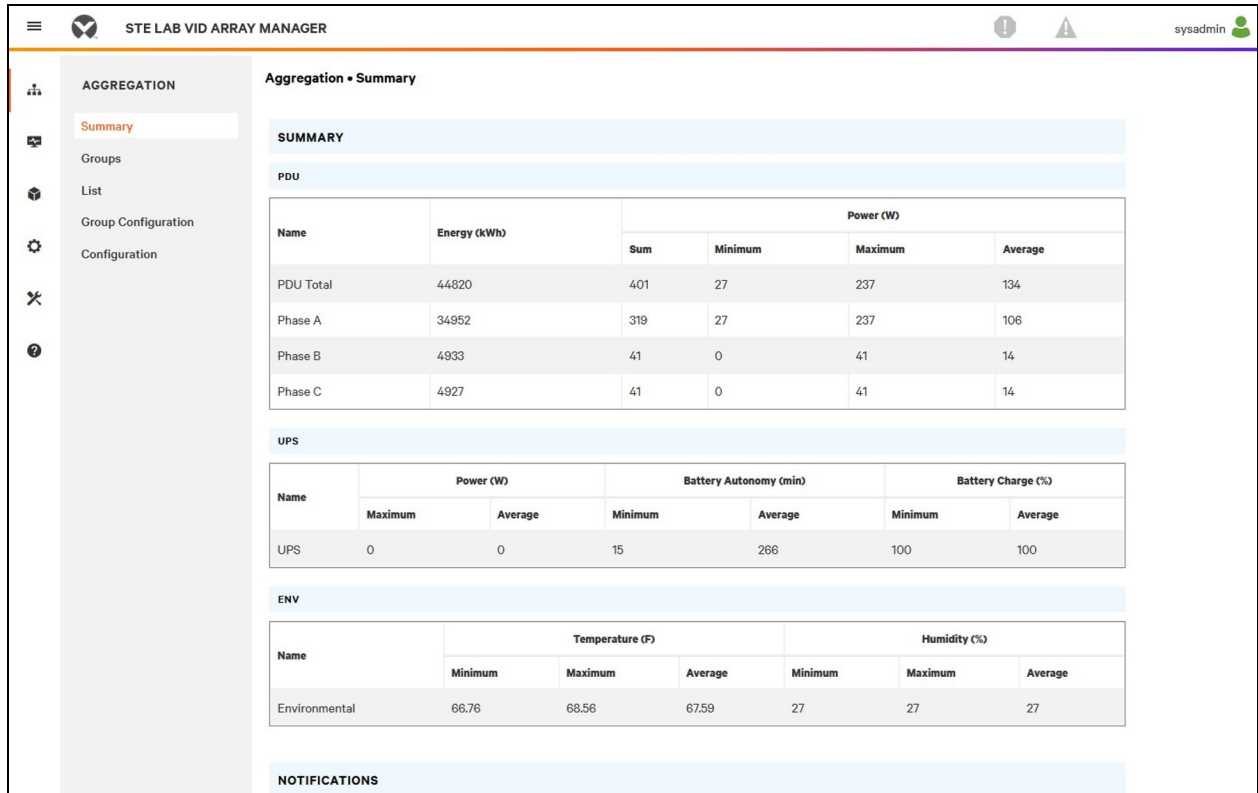 STE LAB VID ARRAY MANAGER
sysadmin
AGGREGATION
Summary
Groups
List
Group Configuration
Configuration
Aggregation • Summary
SUMMARY
PDU
Name Energy (kWh) Power (W)
Sum Minimum Maximum Average
PDU Total 44820 401 27 237 134
Phase A 34952 319 27 237 106
Phase B 4933 41 0 41 14
Phase C 4927 41 0 41 14
UPS
Name Power (W) Battery Autonomy (min) Battery Charge (%)
Maximum Average Minimum Average Minimum Average
UPS 0 0 15 266 100 100
ENV
Name Temperature (F) Humidity (%)
Minimum Maximum Average Minimum Maximum Average
Environmental 66.76 68.56 67.59 27 27 27
NOTIFICATIONS